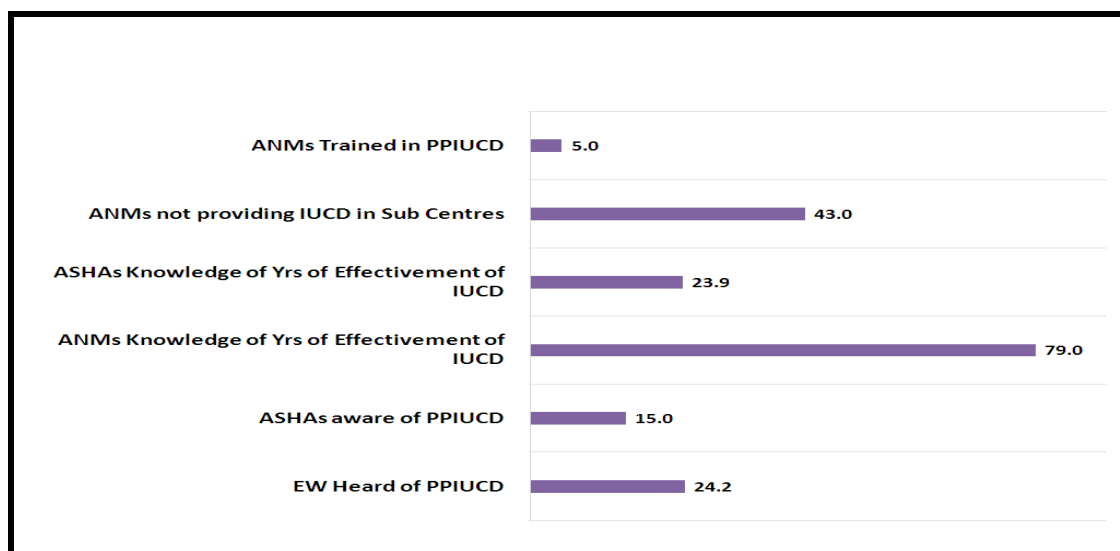 ANMs Trained in PPIUCD
5.0
ANMs not providing IUCD in Sub Centres
43.0
ASHAs Knowledge of Yrs of Effectivement of
IUCD
23.9
ANMs Knowledge of Yrs of Effectivement of
IUCD
79.0
ASHAs aware of PPIUCD
15.0
EW Heard of PPIUCD
24.2